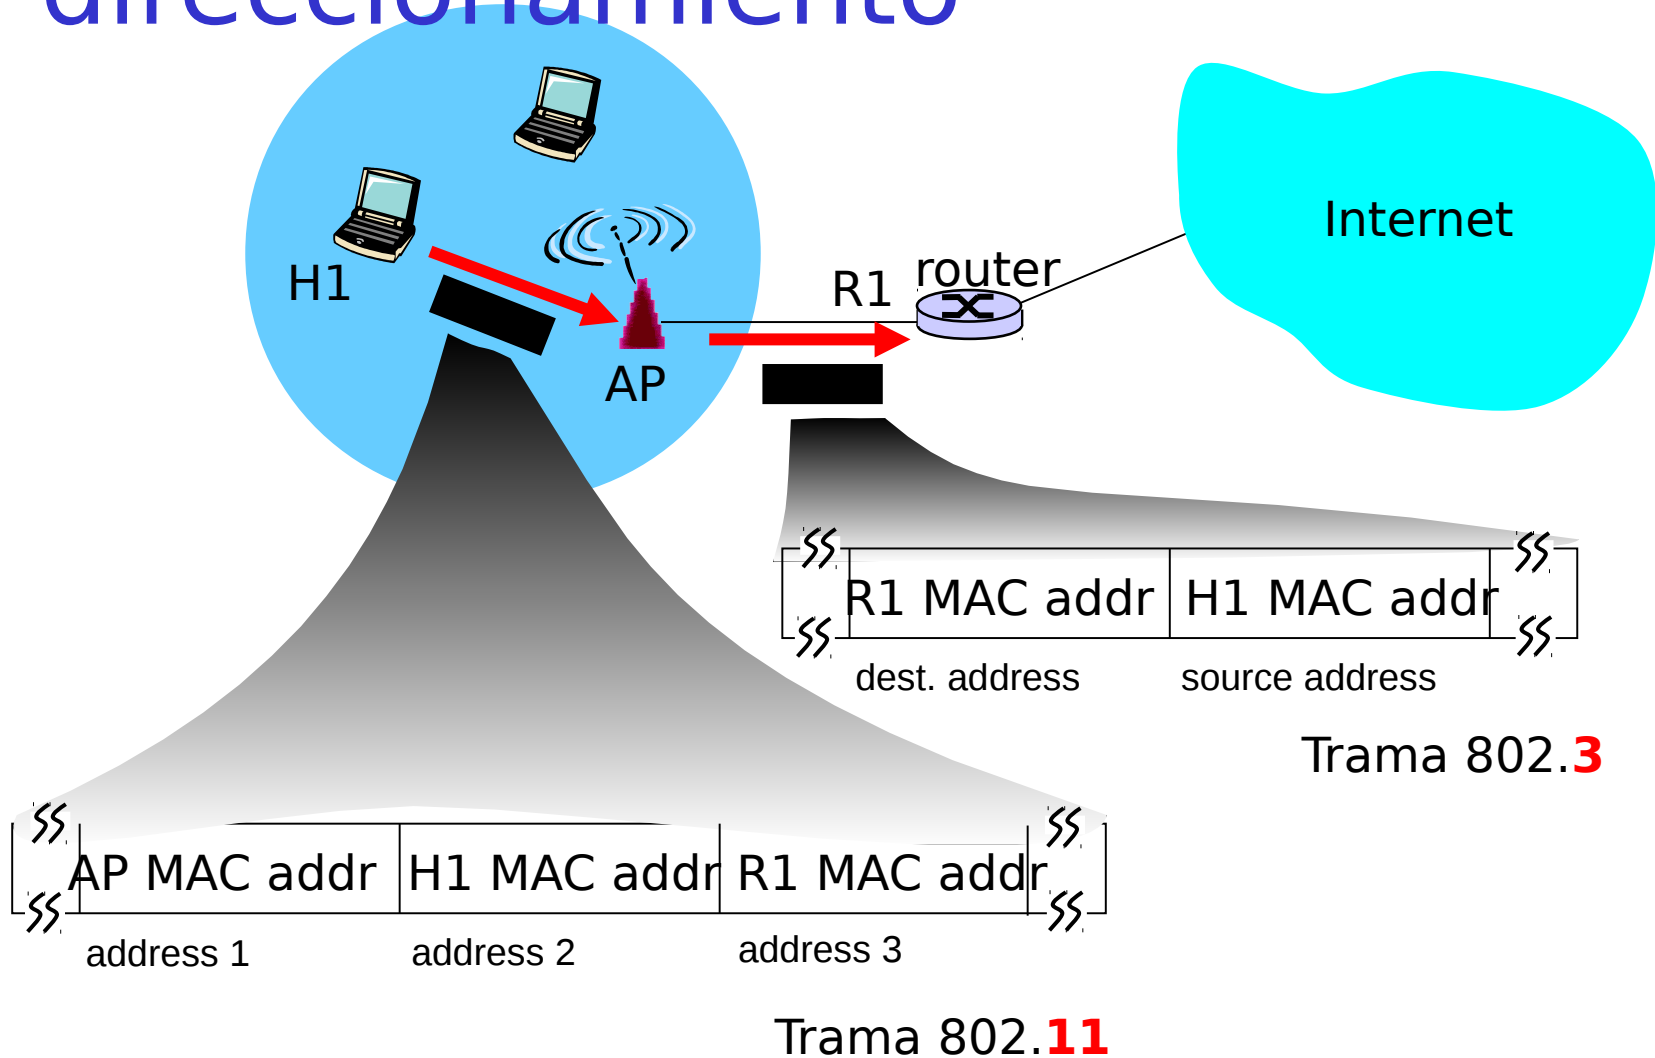 direccionamiento
Internet
router
R1
H1
AP
R1 MAC addr H1 MAC addr
dest. address source address
Trama 802.3
AP MAC addr H1 MAC addr R1 MAC addr
address 1 address 2 address 3
Trama 802.11